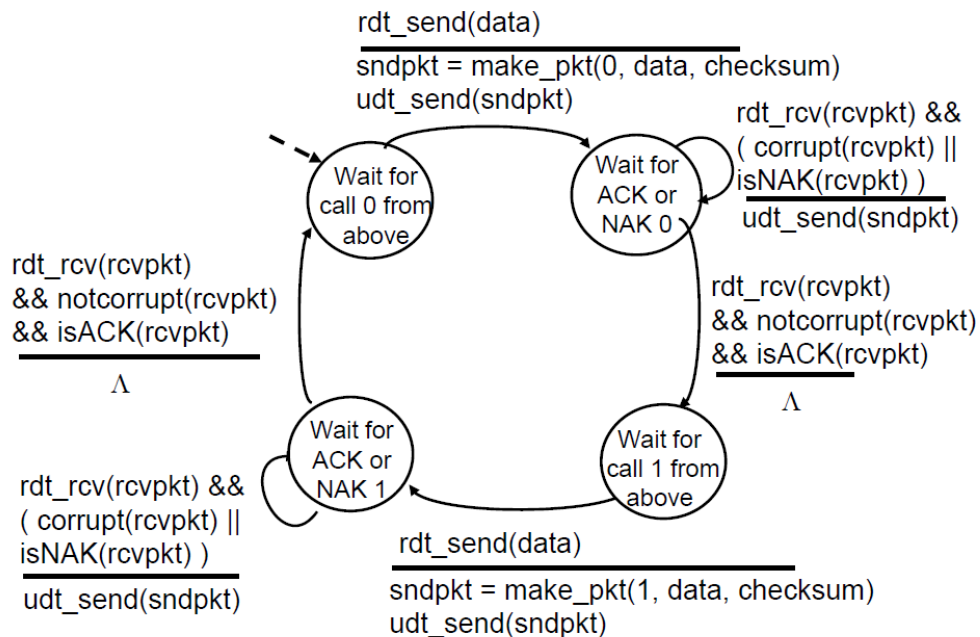 rdt_send(data)
sndpkt = make_pkt(0, data, checksum)
udt_send(sndpkt)
Wait for
call 0 from
above
Wait for
ACK or
NAK 0
rdt_rcv(rcvpkt) &&
( corrupt(rcvpkt) ||
isNAK(rcvpkt) )
udt_send(sndpkt)
rdt_rcv(rcvpkt)
&& notcorrupt(rcvpkt)
&& isACK(rcvpkt)
Λ
rdt_rcv(rcvpkt)
&& notcorrupt(rcvpkt)
&& isACK(rcvpkt)
Λ
Wait for
ACK or
NAK 1
Wait for
call 1 from
above
rdt_rcv(rcvpkt) &&
( corrupt(rcvpkt) ||
isNAK(rcvpkt) )
udt_send(sndpkt)
rdt_send(data)
sndpkt = make_pkt(1, data, checksum)
udt_send(sndpkt)